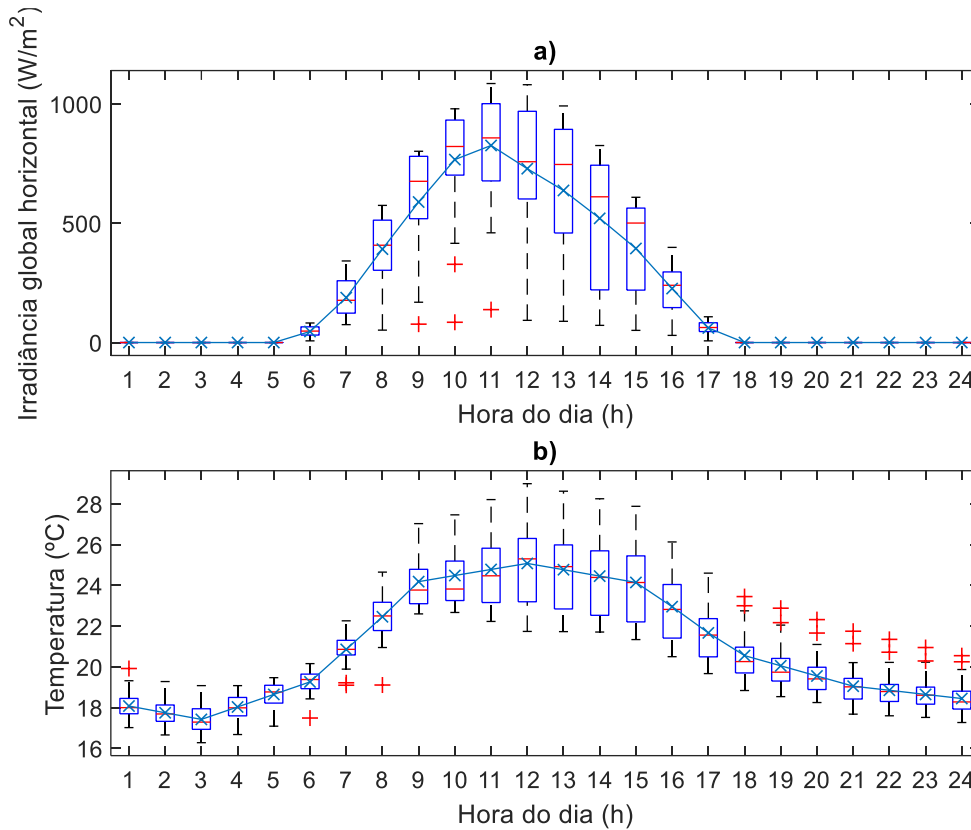 a)
Irradiância global horizontal (W/m²)
1000
500
0
1 2 3 4 5 6 7 8 9 10 11 12 13 14 15 16 17 18 19 20 21 22 23 24
Hora do dia (h)
b)
Temperatura (ºC)
28
26
24
22
20
18
16
1 2 3 4 5 6 7 8 9 10 11 12 13 14 15 16 17 18 19 20 21 22 23 24
Hora do dia (h)